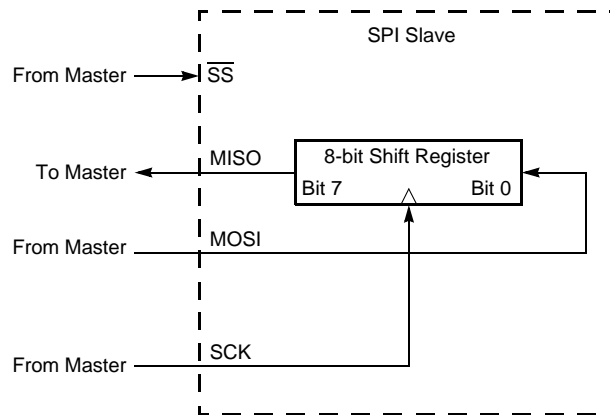 SPI Slave
From Master
S̅S̅
To Master
MISO
8-bit Shift Register
Bit 7
Bit 0
From Master
MOSI
From Master
SCK